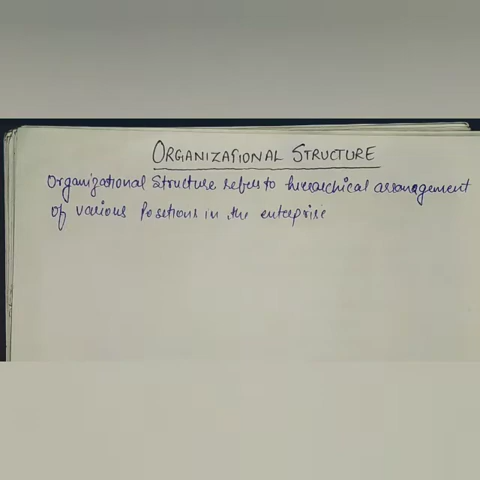 ORGANIZATIONAL STRUCTURE
Organizational Structure refers to hierarchical arrangement
of various Positions in the enterprise